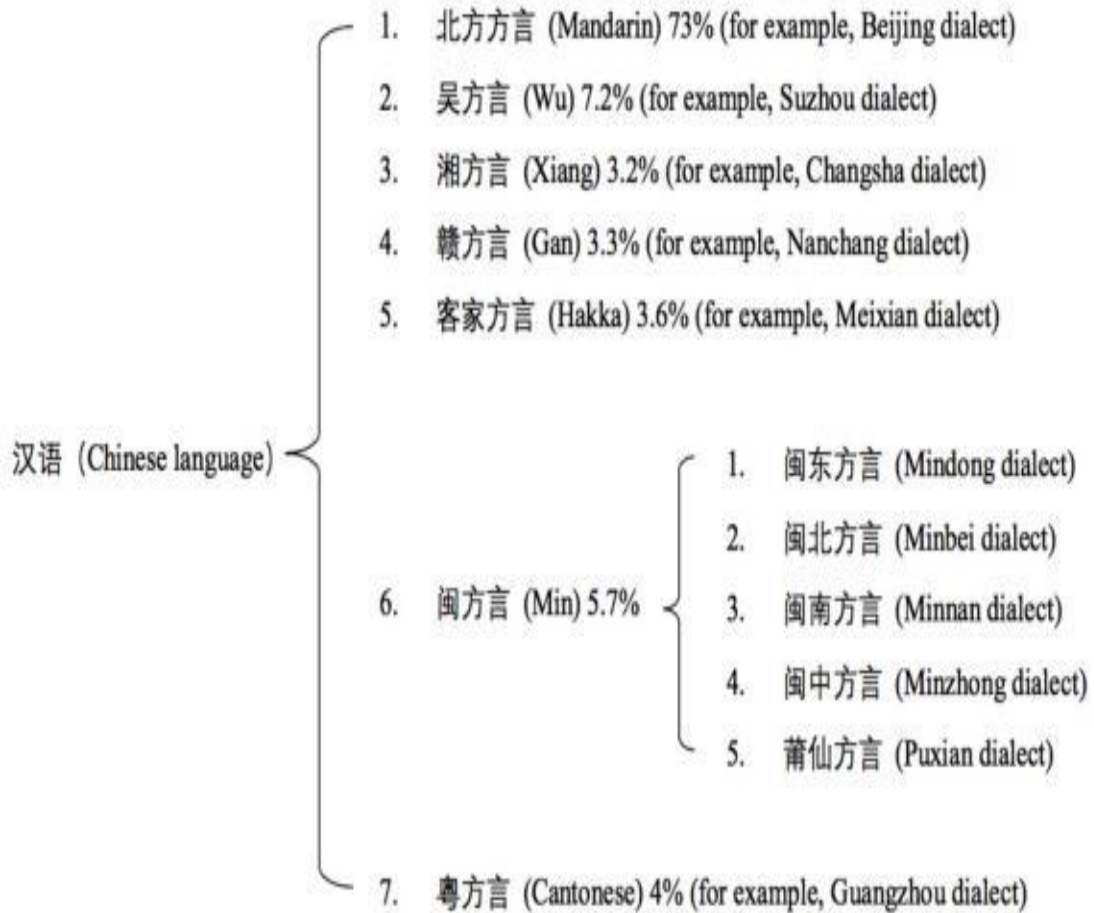 1. 北方方言 (Mandarin) 73% (for example, Beijing dialect)
2. 吴方言 (Wu) 7.2% (for example, Suzhou dialect)
3. 湘方言 (Xiang) 3.2% (for example, Changsha dialect)
4. 赣方言 (Gan) 3.3% (for example, Nanchang dialect)
5. 客家方言 (Hakka) 3.6% (for example, Meixian dialect)
汉语 (Chinese language)
6. 闽方言 (Min) 5.7%
1. 闽东方言 (Mindong dialect)
2. 闽北方言 (Minbei dialect)
3. 闽南方言 (Minnan dialect)
4. 闽中方言 (Minzhong dialect)
5. 莆仙方言 (Puxian dialect)
7. 粤方言 (Cantonese) 4% (for example, Guangzhou dialect)